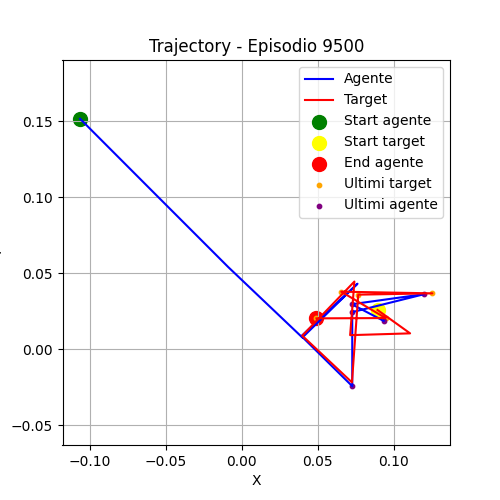 Trajectory - Episodio 9500
Agente
Target
Start agente
Start target
End agente
Ultimi target
Ultimi agente
0.15
0.10
0.05
0.00
−0.05
−0.10
−0.05
0.00
0.05
0.10
X